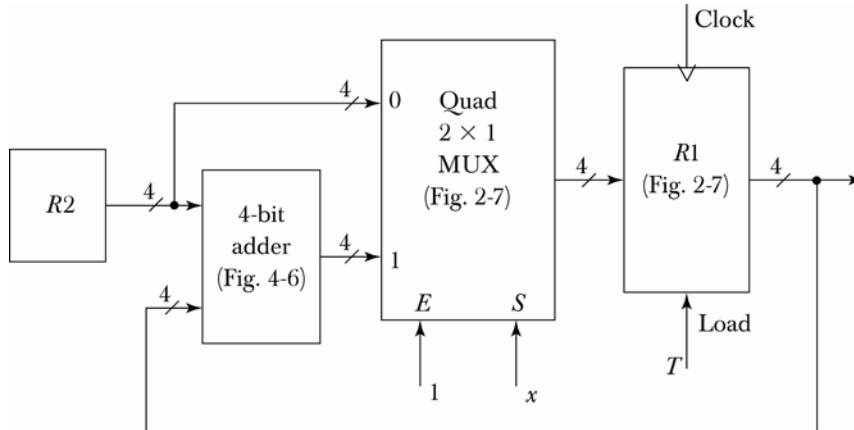 Clock
4
0
Quad
2 × 1
MUX
(Fig. 2-7)
R1
(Fig. 2-7)
4
4
R2
4
4-bit
adder
(Fig. 4-6)
4
1
4
E
S
Load
T
1
x